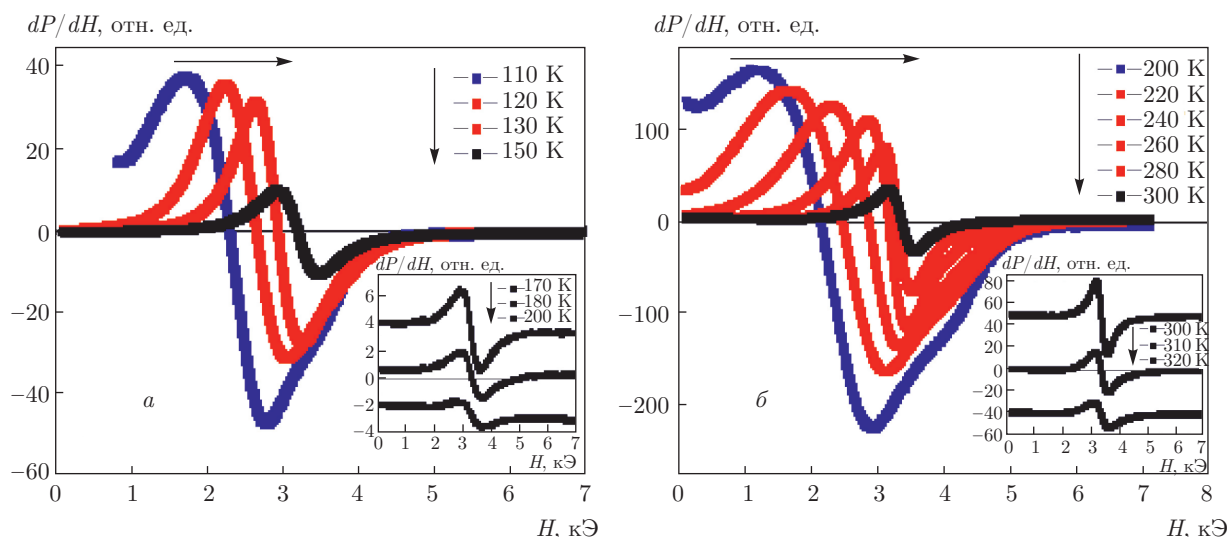 dP/dH, отн. ед.
40
20
0
−20
−40
−60
0 1 2 3 4 5 6 7
H, кЭ
110 K
120 K
130 K
150 K
а
dP/dH, отн. ед.
6
4
2
0
−2
−4
0 1 2 3 4 5 6 7
H, кЭ
170 K
180 K
200 K
dP/dH, отн. ед.
100
0
−100
−200
0 1 2 3 4 5 6 7 8
H, кЭ
200 K
220 K
240 K
260 K
280 K
300 K
б
dP/dH, отн. ед.
80
60
40
20
0
−20
−40
−60
0 1 2 3 4 5 6 7
H, кЭ
300 K
310 K
320 K